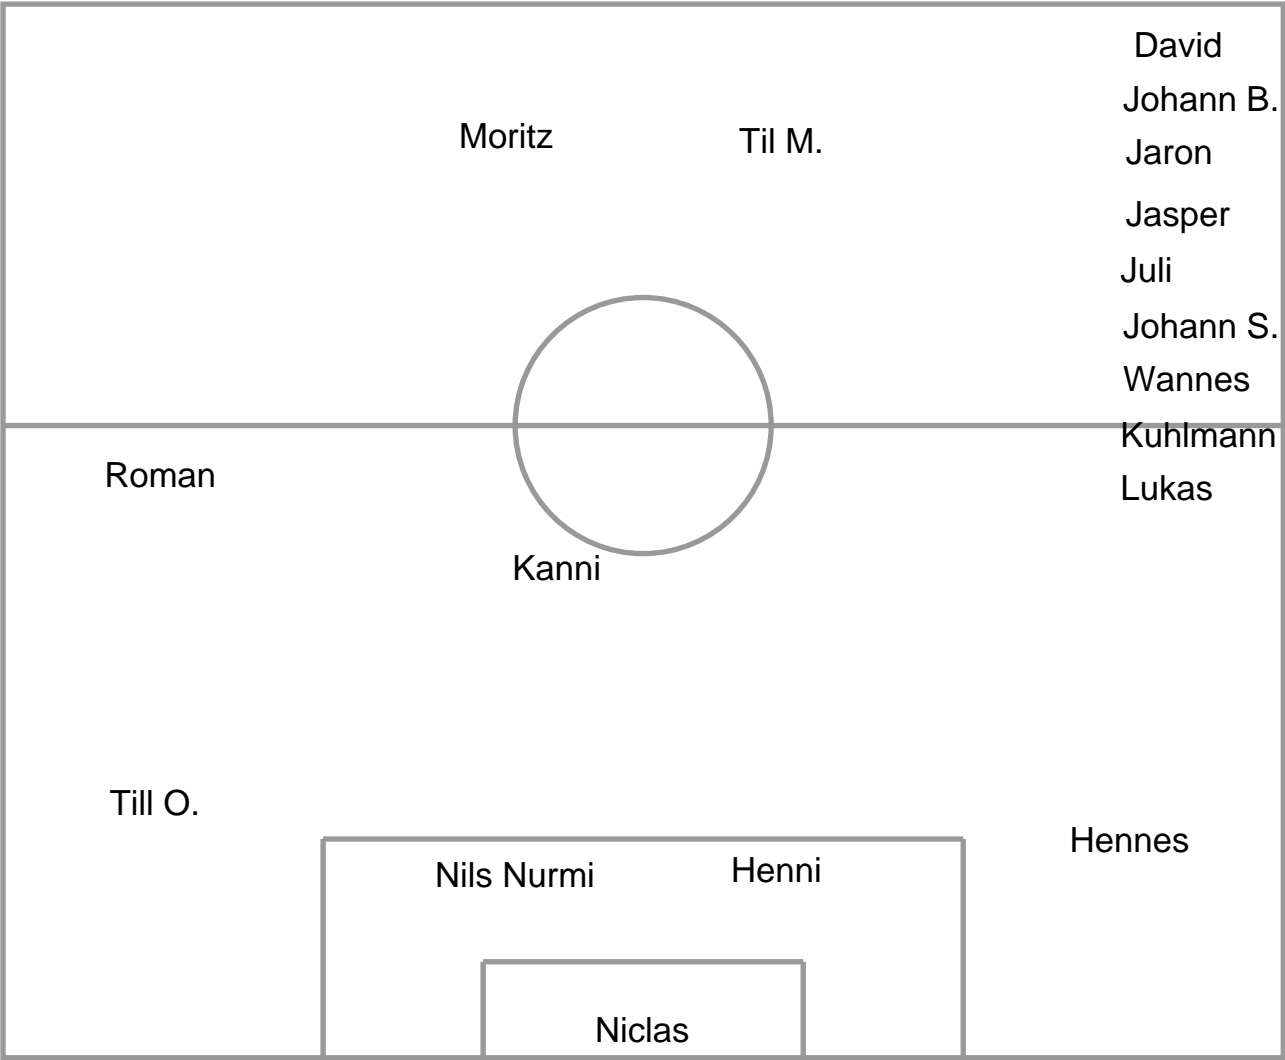 David
Johann B.
Moritz
Til M.
Jaron
Jasper
Juli
Johann S.
Wannes
Kuhlmann
Roman
Lukas
Kanni
Till O.
Hennes
Nils Nurmi
Henni
Niclas